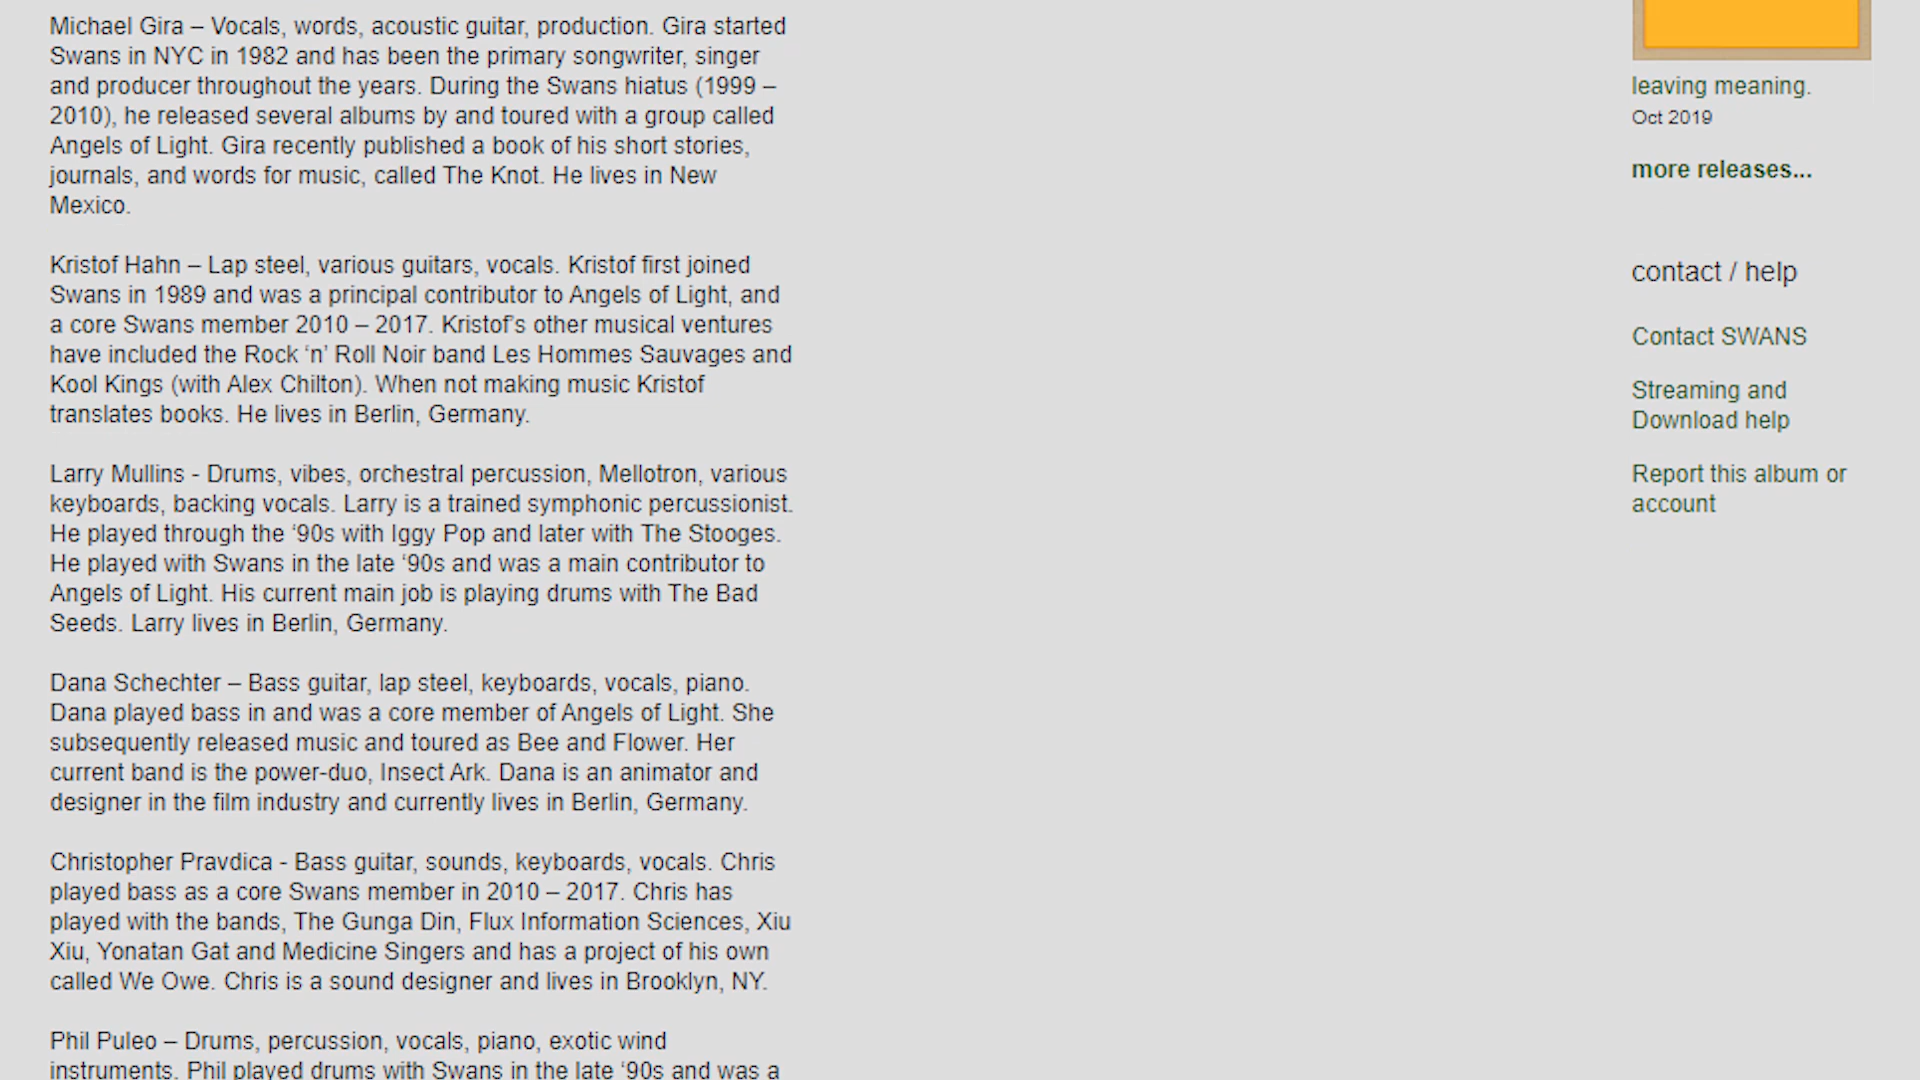 Michael Gira – Vocals, words, acoustic guitar, production. Gira started
Swans in NYC in 1982 and has been the primary songwriter, singer
and producer throughout the years. During the Swans hiatus (1999 –
2010), he released several albums by and toured with a group called
Angels of Light. Gira recently published a book of his short stories,
journals, and words for music, called The Knot. He lives in New
Mexico.
Kristof Hahn – Lap steel, various guitars, vocals. Kristof first joined
Swans in 1989 and was a principal contributor to Angels of Light, and
a core Swans member 2010 – 2017. Kristof's other musical ventures
have included the Rock ‘n’ Roll Noir band Les Hommes Sauvages and
Kool Kings (with Alex Chilton). When not making music Kristof
translates books. He lives in Berlin, Germany.
Larry Mullins - Drums, vibes, orchestral percussion, Mellotron, various
keyboards, backing vocals. Larry is a trained symphonic percussionist.
He played through the ‘90s with Iggy Pop and later with The Stooges.
He played with Swans in the late ‘90s and was a main contributor to
Angels of Light. His current main job is playing drums with The Bad
Seeds. Larry lives in Berlin, Germany.
Dana Schechter – Bass guitar, lap steel, keyboards, vocals, piano.
Dana played bass in and was a core member of Angels of Light. She
subsequently released music and toured as Bee and Flower. Her
current band is the power-duo, Insect Ark. Dana is an animator and
designer in the film industry and currently lives in Berlin, Germany.
Christopher Pravdica - Bass guitar, sounds, keyboards, vocals. Chris
played bass as a core Swans member in 2010 – 2017. Chris has
played with the bands, The Gunga Din, Flux Information Sciences, Xiu
Xiu, Yonatan Gat and Medicine Singers and has a project of his own
called We Owe. Chris is a sound designer and lives in Brooklyn, NY.
Phil Puleo – Drums, percussion, vocals, piano, exotic wind
instruments. Phil played drums with Swans in the late ‘90s and was a
leaving meaning.
Oct 2019
more releases...
contact / help
Contact SWANS
Streaming and
Download help
Report this album or
account